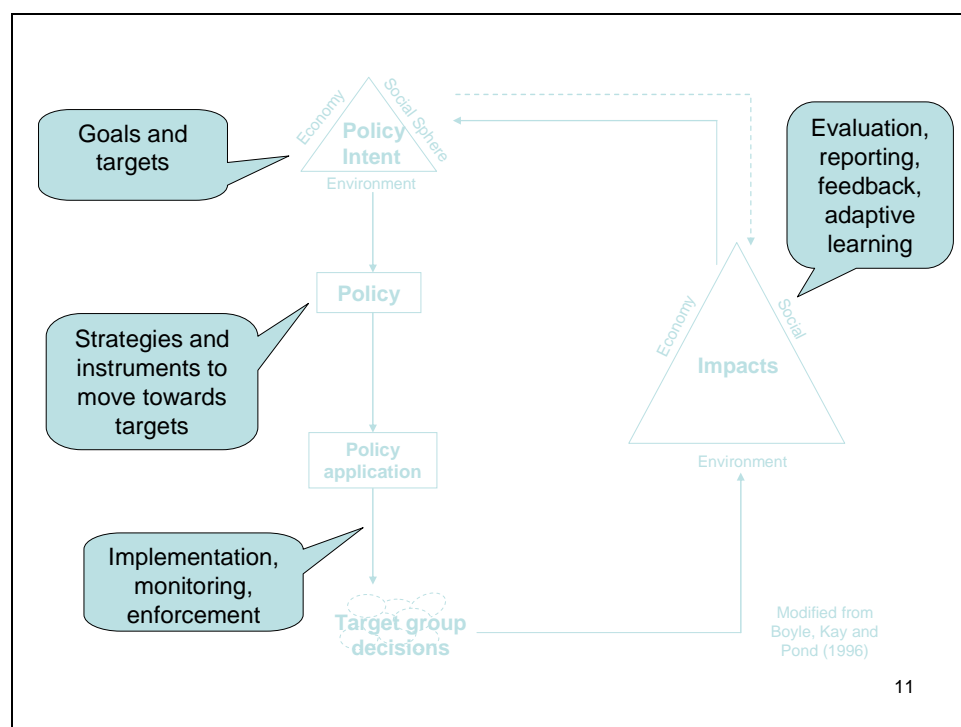 Goals and
targets
Economy
Social Sphere
Policy
Intent
Environment
Evaluation,
reporting,
feedback,
adaptive
learning
Policy
Strategies and
instruments to
move towards
targets
Economy
Social
Impacts
Environment
Policy
application
Implementation,
monitoring,
enforcement
Target group
decisions
Modified from
Boyle, Kay and
Pond (1996)
11